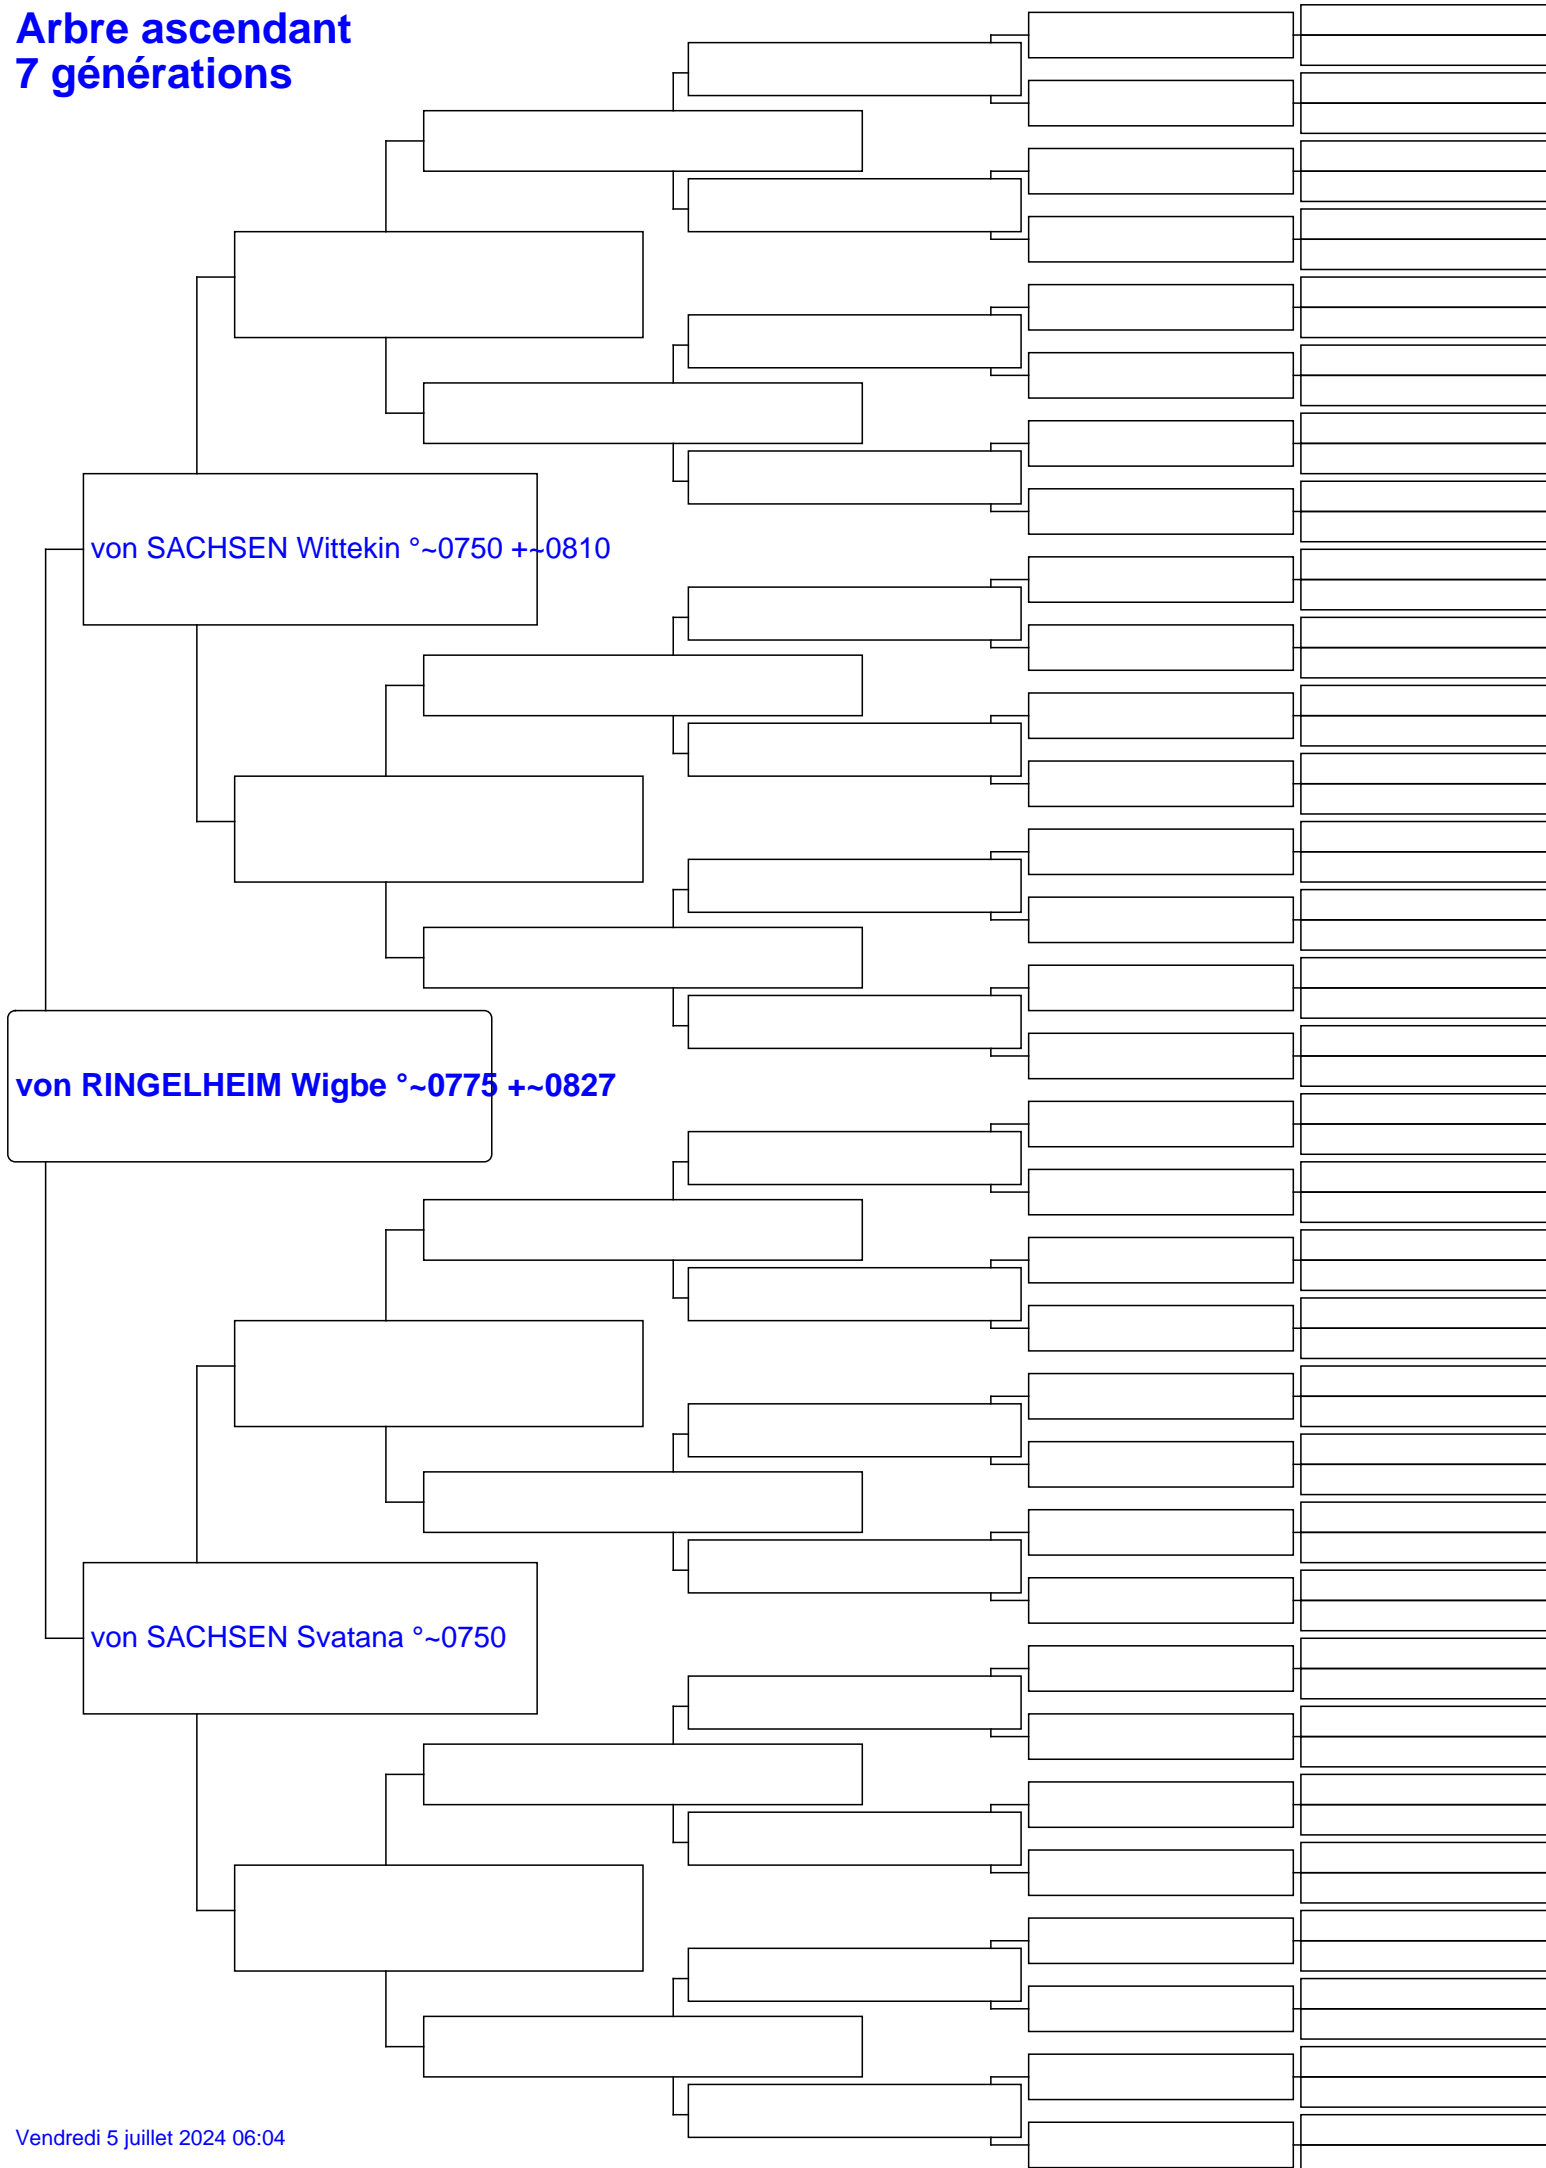 Arbre ascendant
7 générations
von SACHSEN Wittekin °~0750 +~0810
von RINGELHEIM Wigbe °~0775 +~0827
von SACHSEN Svatana °~0750
Vendredi 5 juillet 2024 06:04